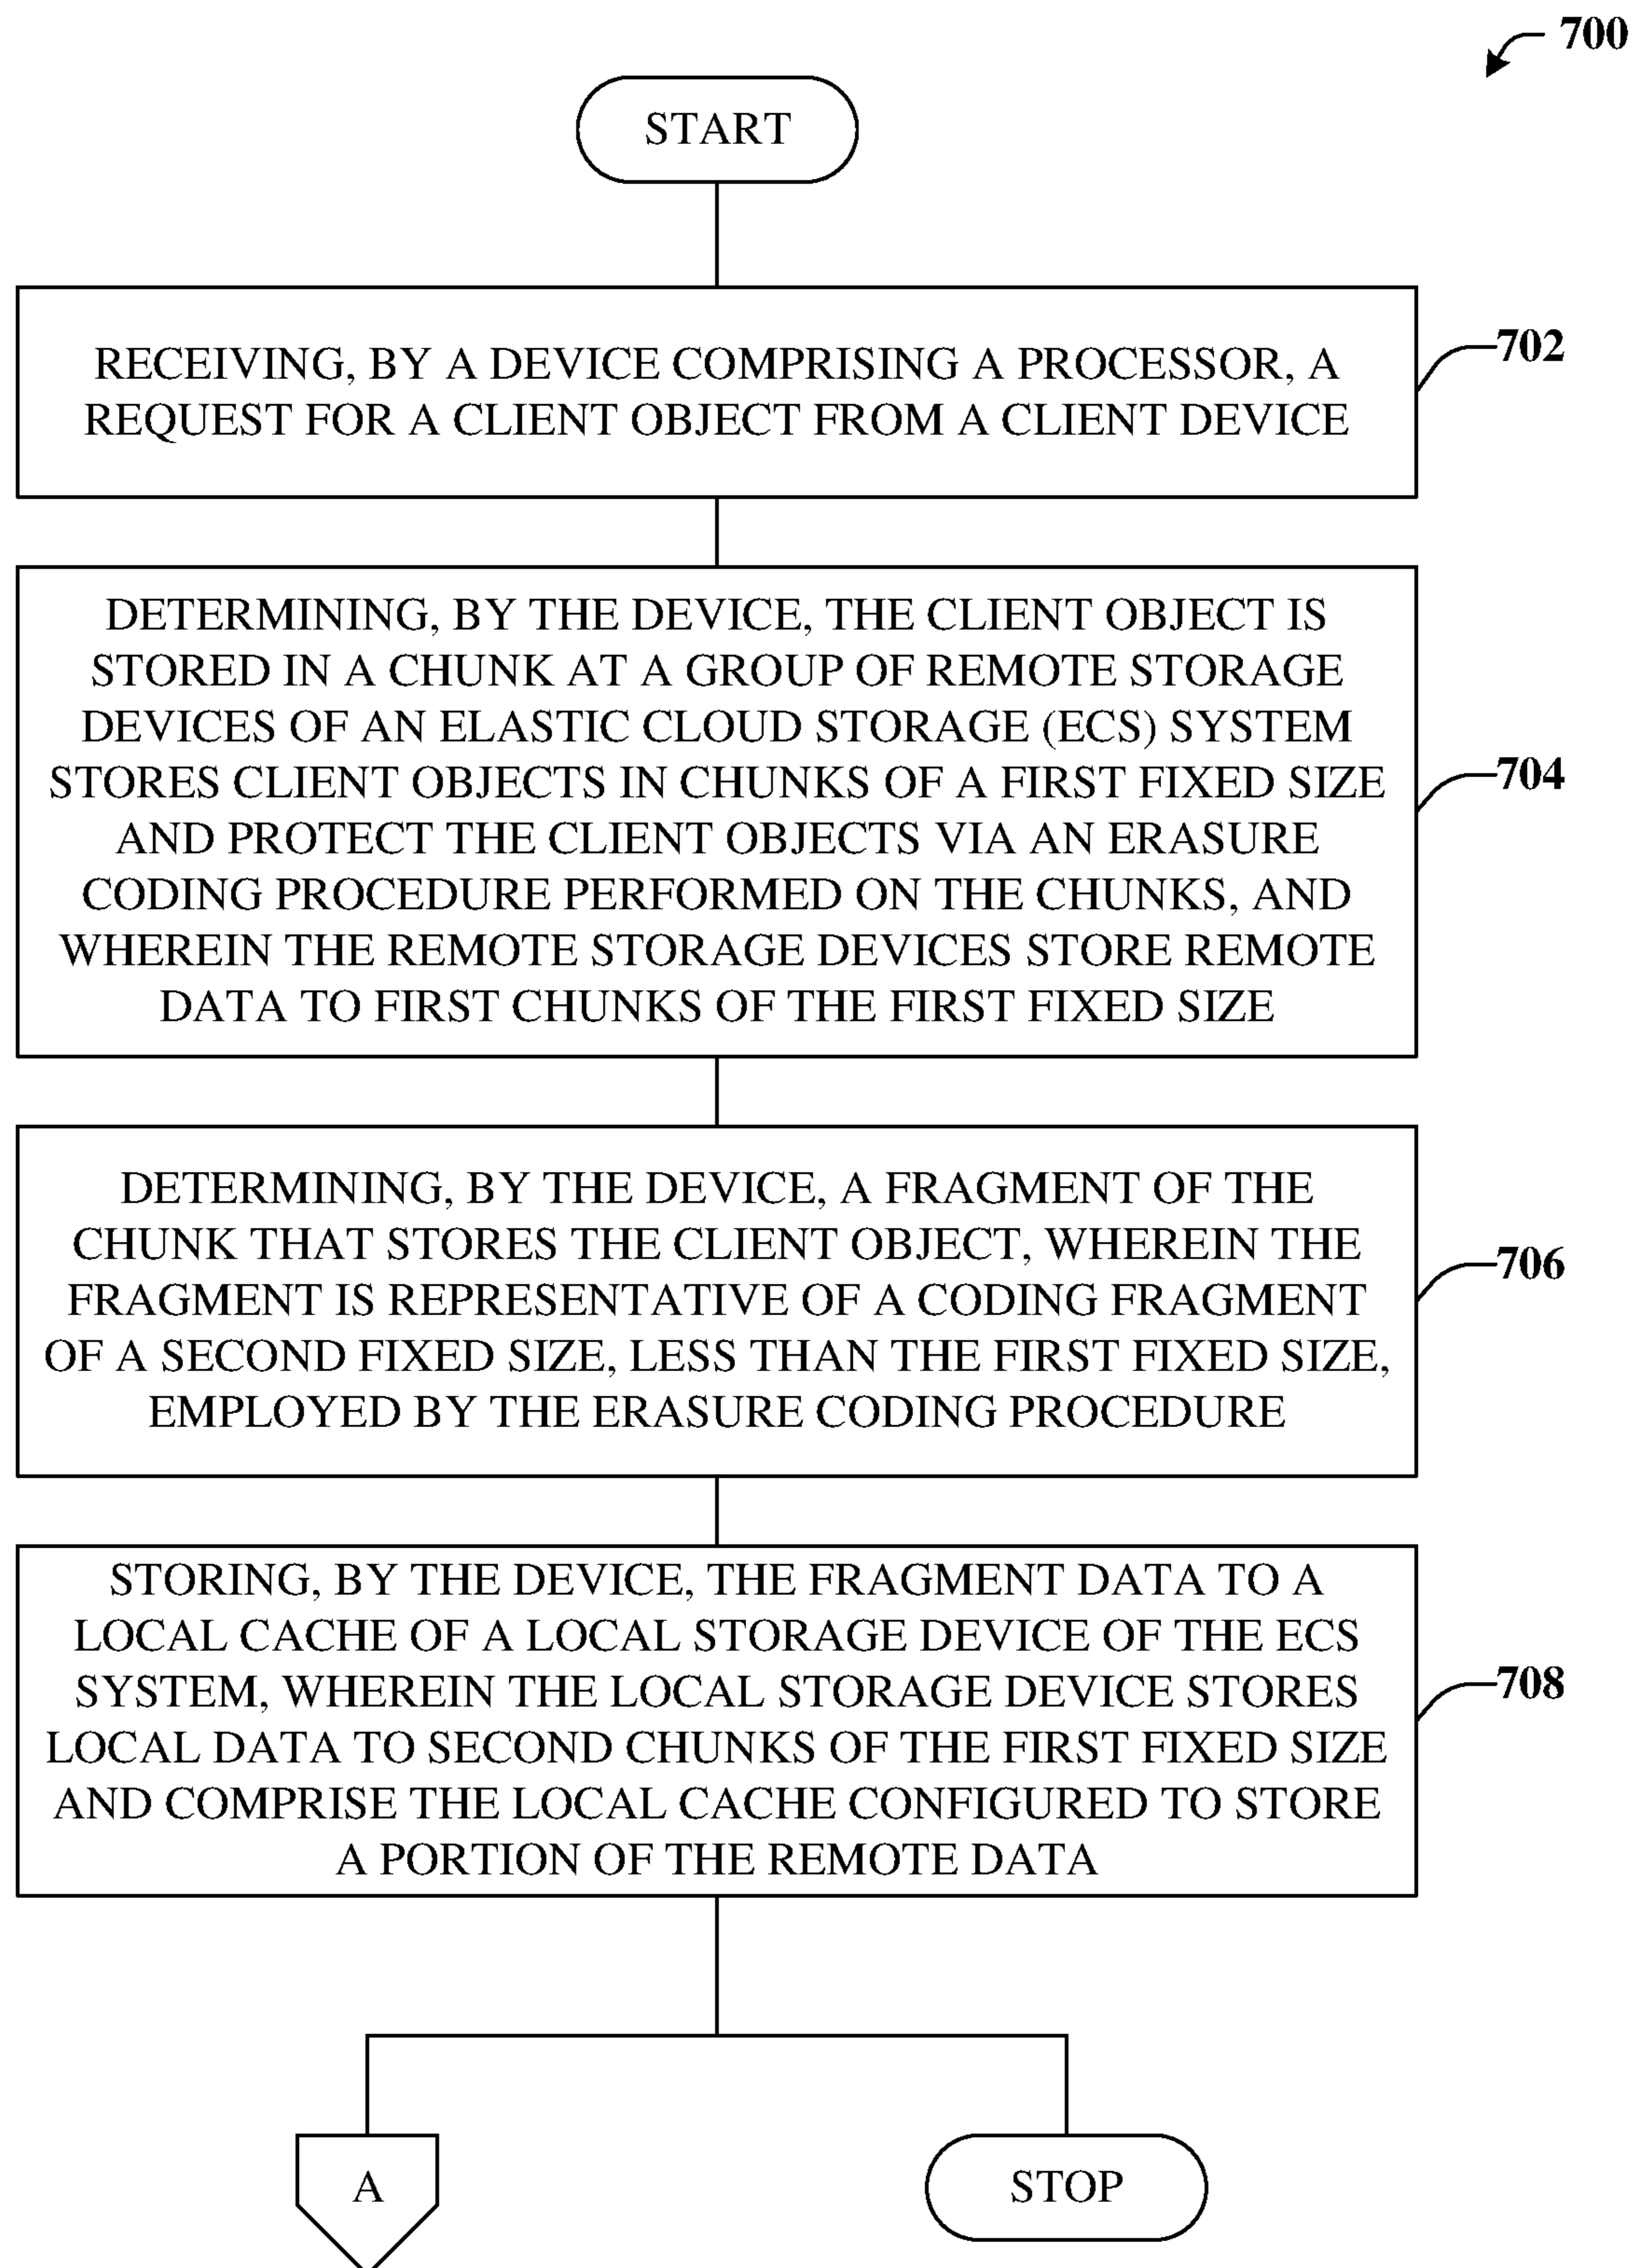 700
START
RECEIVING, BY A DEVICE COMPRISING A PROCESSOR, A
REQUEST FOR A CLIENT OBJECT FROM A CLIENT DEVICE
702
DETERMINING, BY THE DEVICE, THE CLIENT OBJECT IS
STORED IN A CHUNK AT A GROUP OF REMOTE STORAGE
DEVICES OF AN ELASTIC CLOUD STORAGE (ECS) SYSTEM
STORES CLIENT OBJECTS IN CHUNKS OF A FIRST FIXED SIZE
AND PROTECT THE CLIENT OBJECTS VIA AN ERASURE
CODING PROCEDURE PERFORMED ON THE CHUNKS, AND
WHEREIN THE REMOTE STORAGE DEVICES STORE REMOTE
DATA TO FIRST CHUNKS OF THE FIRST FIXED SIZE
704
DETERMINING, BY THE DEVICE, A FRAGMENT OF THE
CHUNK THAT STORES THE CLIENT OBJECT, WHEREIN THE
FRAGMENT IS REPRESENTATIVE OF A CODING FRAGMENT
OF A SECOND FIXED SIZE, LESS THAN THE FIRST FIXED SIZE,
EMPLOYED BY THE ERASURE CODING PROCEDURE
706
STORING, BY THE DEVICE, THE FRAGMENT DATA TO A
LOCAL CACHE OF A LOCAL STORAGE DEVICE OF THE ECS
SYSTEM, WHEREIN THE LOCAL STORAGE DEVICE STORES
LOCAL DATA TO SECOND CHUNKS OF THE FIRST FIXED SIZE
AND COMPRISE THE LOCAL CACHE CONFIGURED TO STORE
A PORTION OF THE REMOTE DATA
708
A
STOP